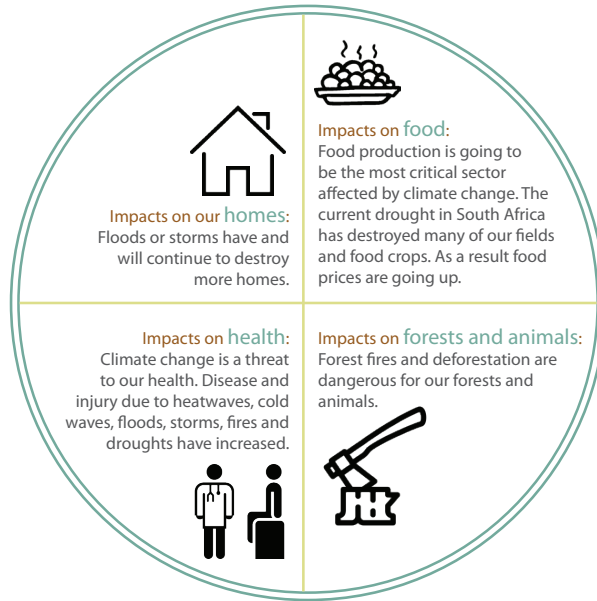 Impacts on our homes:
Floods or storms have and
will continue to destroy
more homes.
Impacts on food:
Food production is going to
be the most critical sector
affected by climate change. The
current drought in South Africa
has destroyed many of our fields
and food crops. As a result food
prices are going up.
Impacts on health:
Climate change is a threat
to our health. Disease and
injury due to heatwaves, cold
waves, floods, storms, fires and
droughts have increased.
Impacts on forests and animals:
Forest fires and deforestation are
dangerous for our forests and
animals.